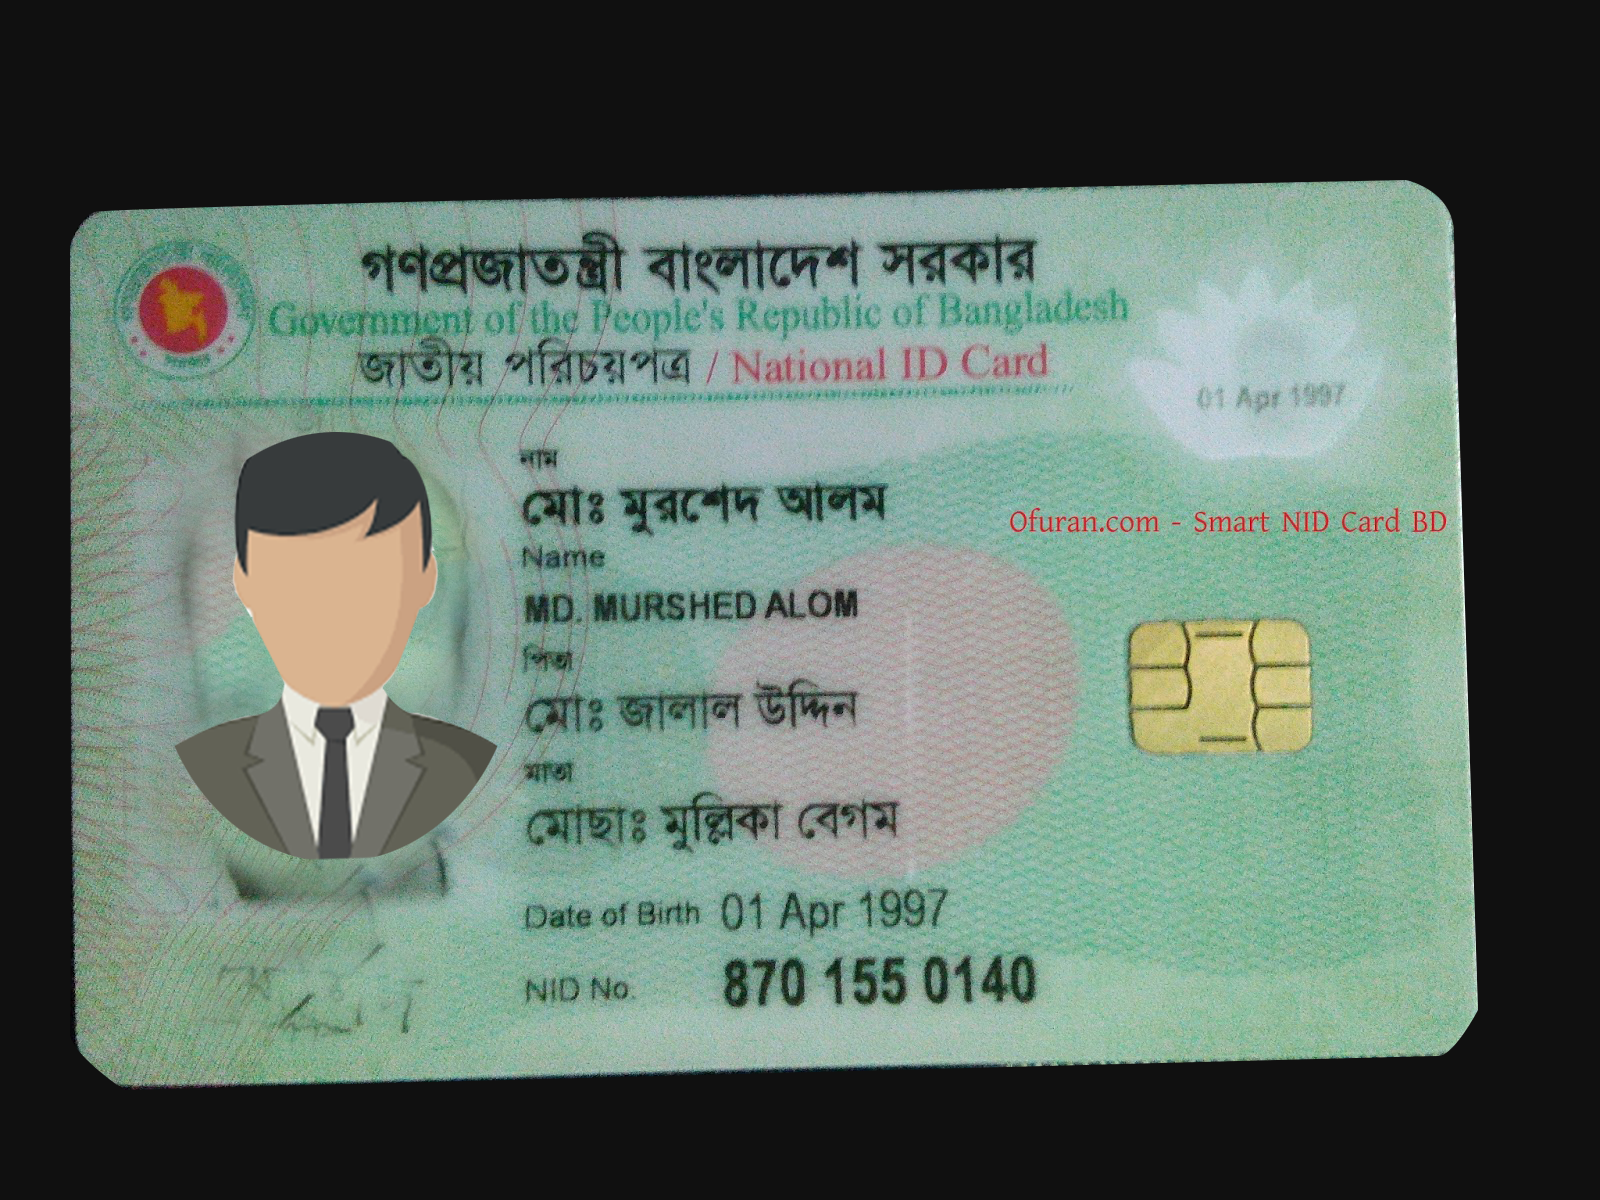 গণপ্রজাতন্ত্রী বাংলাদেশ সরকার
Government of the People's Republic of Bangladesh
জাতীয় পরিচয়পত্র / National ID Card
01 Apr 1997
নাম
মোঃ মুরশেদ আলম
Ofuran.com - Smart NID Card BD
Name
MD. MURSHED ALOM
পিতা
মোঃ জালাল উদ্দিন
মাতা
মোছাঃ মুল্লিকা বেগম
Date of Birth 01 Apr 1997
NID No. 870 155 0140